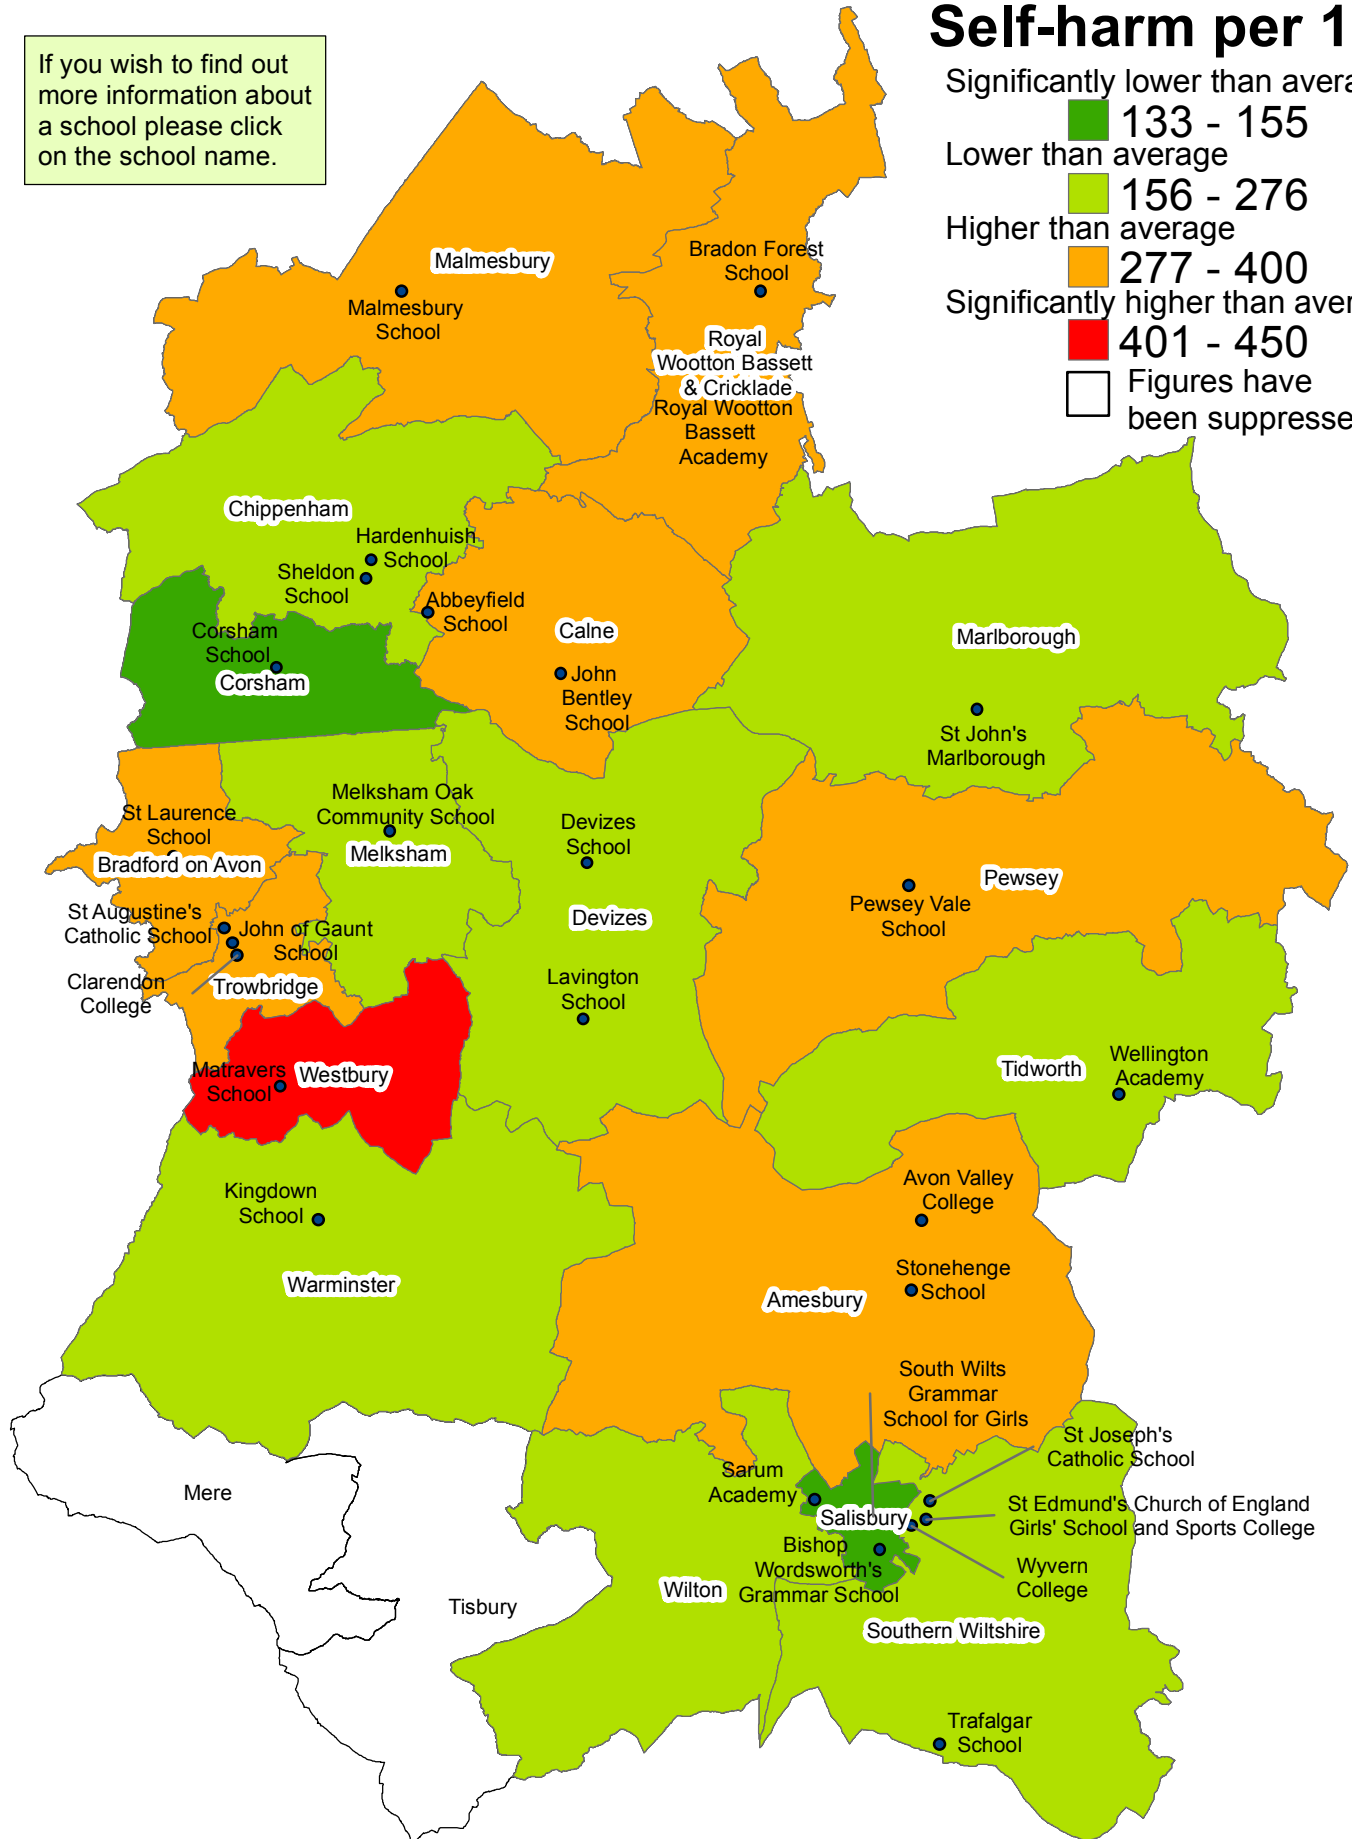 Self-harm per 1
If you wish to find out
more information about
a school please click
on the school name.
Significantly lower than avera
133 - 155
Lower than average
156 - 276
Higher than average
277 - 400
Significantly higher than aver
401 - 450
Figures have
been suppresse
Malmesbury
Malmesbury
School
Bradon Forest
School
Royal
Wootton Bassett
& Cricklade
Royal Wootton
Bassett
Academy
Chippenham
Hardenhuish
School
Sheldon
School
Abbeyfield
School
Corsham
School
Corsham
Calne
John
Bentley
School
Marlborough
St John's
Marlborough
Melksham Oak
Community School
Melksham
St Laurence
School
Bradford on Avon
Devizes
School
Devizes
Lavington
School
Pewsey
Pewsey Vale
School
St Augustine's
Catholic School
John of Gaunt
School
Clarendon
College
Trowbridge
Matravers
School
Westbury
Tidworth
Wellington
Academy
Kingdown
School
Warminster
Avon Valley
College
Stonehenge
School
Amesbury
South Wilts
Grammar
School for Girls
St Joseph's
Catholic School
Sarum
Academy
Salisbury
St Edmund's Church of England
Girls' School and Sports College
Bishop
Wordsworth's
Grammar School
Wyvern
College
Mere
Tisbury
Wilton
Southern Wiltshire
Trafalgar
School